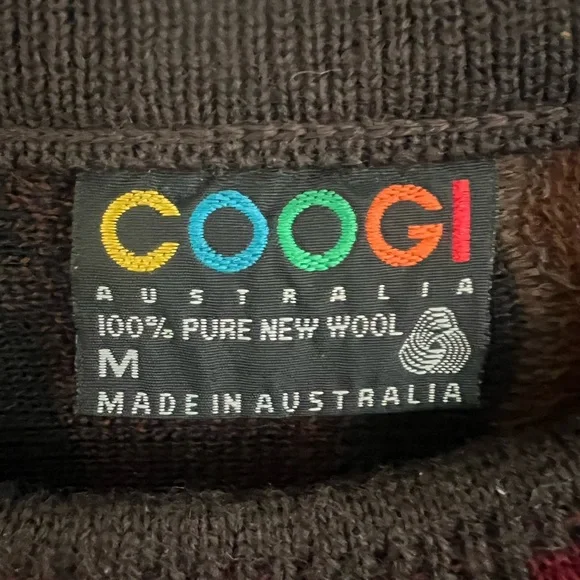 COOGI
AUSTRALIA
100% PURE NEW WOOL
M
MADE IN AUSTRALIA